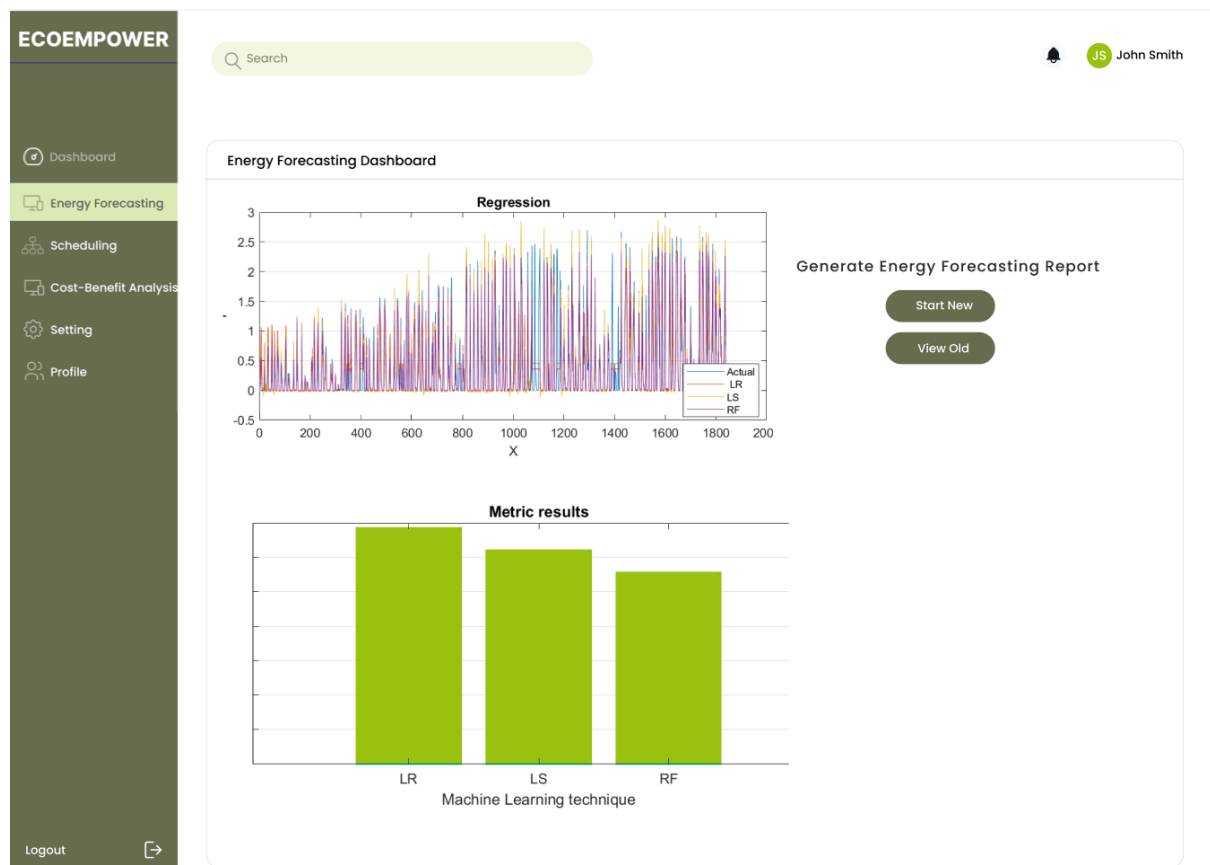 ECOEMPOWER
Search
JS John Smith
Dashboard
Energy Forecasting
Scheduling
Cost-Benefit Analysis
Setting
Profile
Logout
Energy Forecasting Dashboard
Regression
3
2.5
2
1.5
1
0.5
0
-0.5
0 200 400 600 800 1000 1200 1400 1600 1800 200
X
Actual
LR
LS
RF
Generate Energy Forecasting Report
Start New
View Old
Metric results
LR LS RF
Machine Learning technique